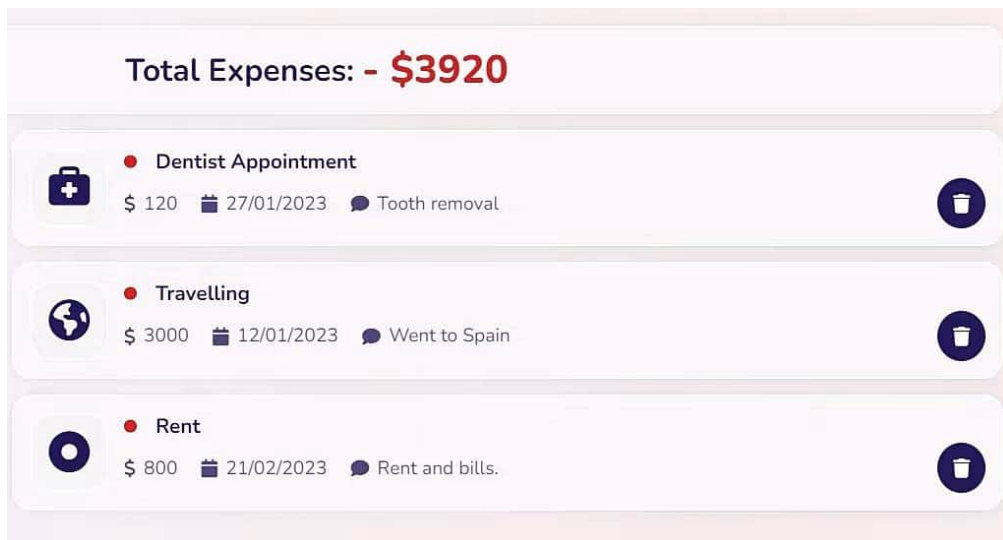 Total Expenses: - $3920
Dentist Appointment
$ 120 27/01/2023 Tooth removal
Travelling
$ 3000 12/01/2023 Went to Spain
Rent
$ 800 21/02/2023 Rent and bills.